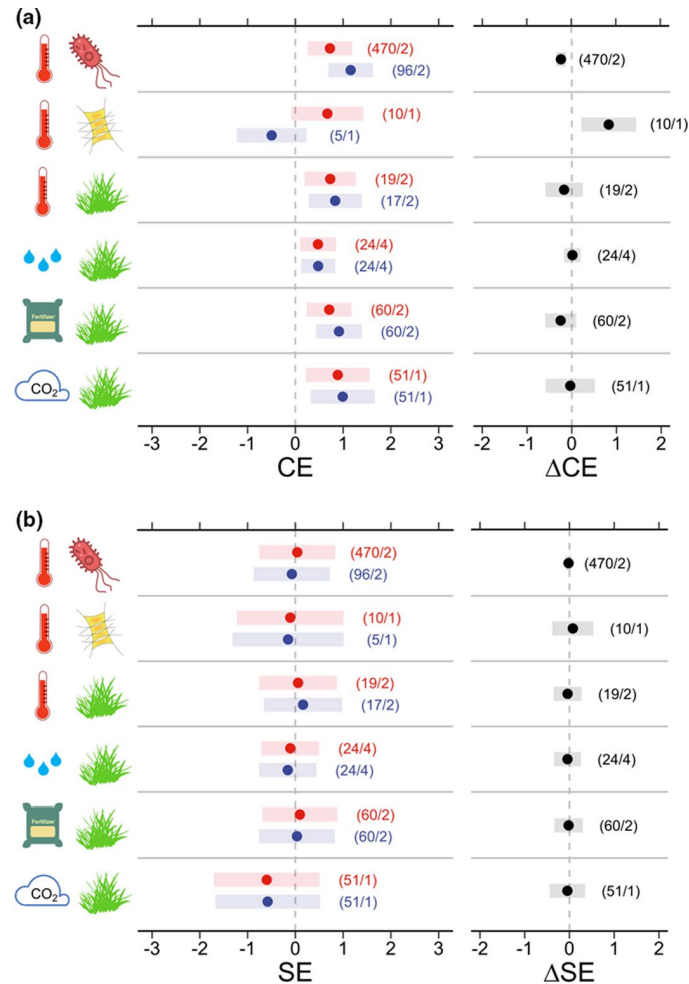 (a)
(470/2) (470/2)
(96/2)
(10/1) (10/1)
(5/1)
(19/2) (19/2)
(17/2)
(24/4) (24/4)
(24/4)
Fertilizer (60/2) (60/2)
(60/2)
CO2 (51/1) (51/1)
(51/1)
-3 -2 -1 0 1 2 3 -2 -1 0 1 2
CE ΔCE
(b)
(470/2) (470/2)
(96/2)
(10/1) (10/1)
(5/1)
(19/2) (19/2)
(17/2)
(24/4) (24/4)
(24/4)
Fertilizer (60/2) (60/2)
(60/2)
CO2 (51/1) (51/1)
(51/1)
-3 -2 -1 0 1 2 3 -2 -1 0 1 2
SE ΔSE